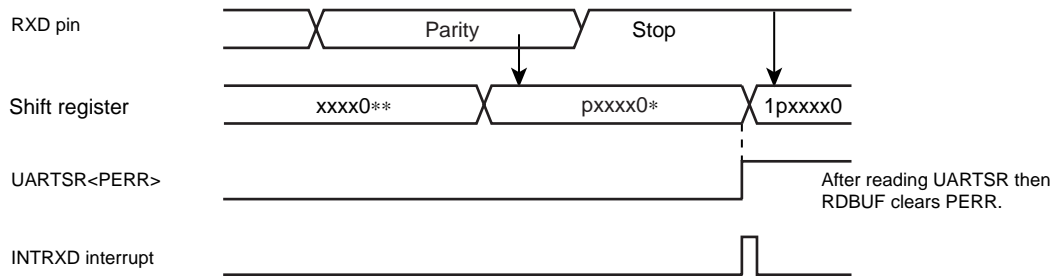 RXD pin
Parity
Stop
Shift register
xxxx0**
pxxxx0*
1pxxxx0
UARTSR<PERR>
After reading UARTSR then
RDBUF clears PERR.
INTRXD interrupt